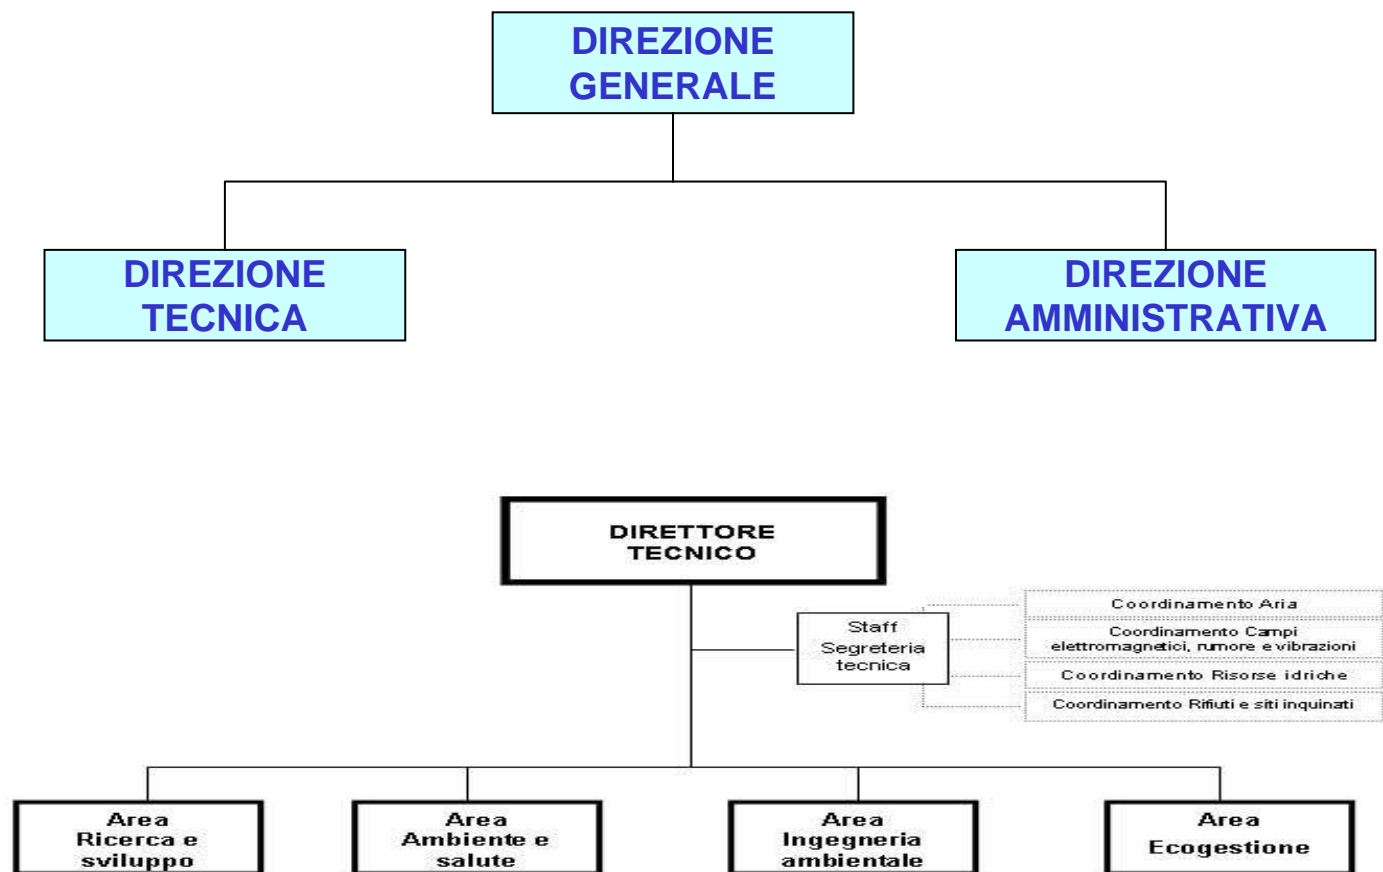 DIREZIONE
GENERALE
DIREZIONE
TECNICA
DIREZIONE
AMMINISTRATIVA
DIRETTORE
TECNICO
Staff
Segreteria
tecnica
Coordinamento Aria
Coordinamento Campi
elettromagnetici, rumore e vibrazioni
Coordinamento Risorse idriche
Coordinamento Rifiuti e siti inquinati
Area
Ricerca e
sviluppo
Area
Ambiente e
salute
Area
Ingegneria
ambientale
Area
Ecogestione